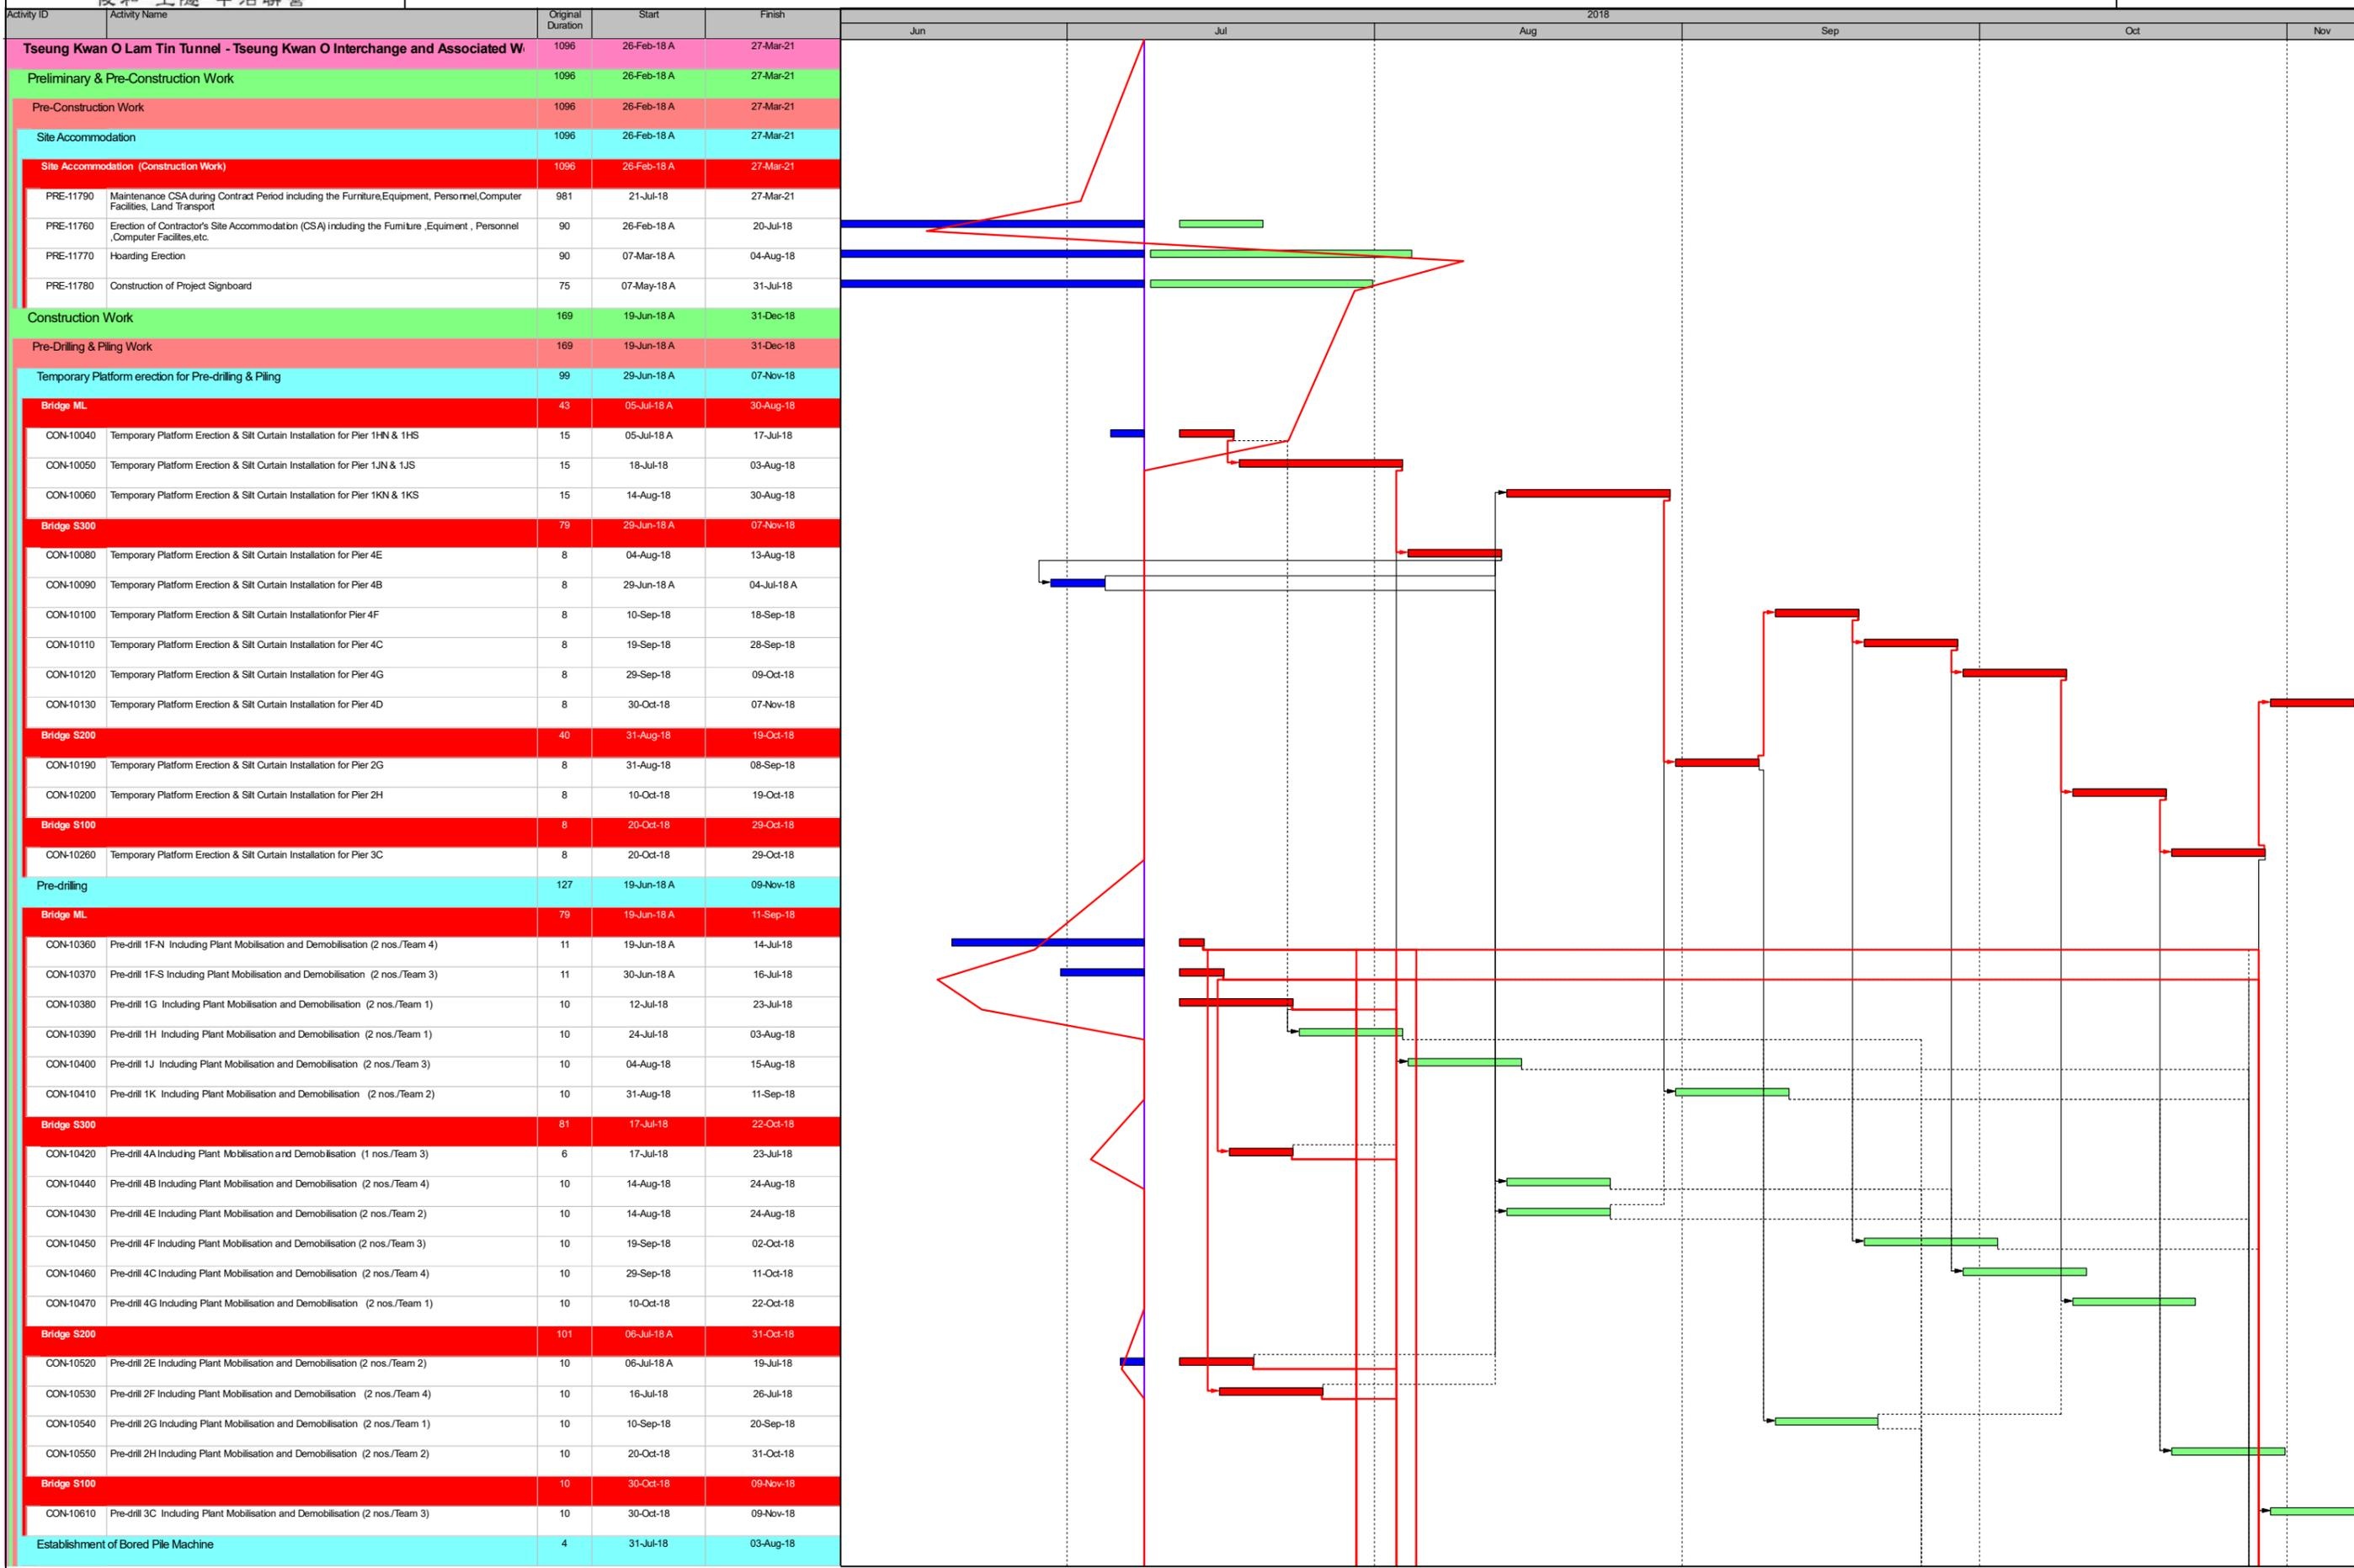 Activity ID Activity Name Original Duration Start Finish 2018
Jun Jul Aug Sep Oct Nov
Tseung Kwan O Lam Tin Tunnel - Tseung Kwan O Interchange and Associated W 1096 26-Feb-18 A 27-Mar-21
Preliminary & Pre-Construction Work 1096 26-Feb-18 A 27-Mar-21
Pre-Construction Work 1096 26-Feb-18 A 27-Mar-21
Site Accommodation 1096 26-Feb-18 A 27-Mar-21
Site Accommodation (Construction Work) 1096 26-Feb-18 A 27-Mar-21
PRE-11790 Maintenance CSA during Contract Period including the Furniture,Equipment, Personnel,Computer 981 21-Jul-18 27-Mar-21
Facilities, Land Transport
PRE-11760 Erection of Contractor's Site Accommodation (CSA) including the Furniture ,Equiment , Personnel 90 26-Feb-18 A 20-Jul-18
,Computer Facilites,etc.
PRE-11770 Hoarding Erection 90 07-Mar-18 A 04-Aug-18
PRE-11780 Construction of Project Signboard 75 07-May-18 A 31-Jul-18
Construction Work 169 19-Jun-18 A 31-Dec-18
Pre-Drilling & Piling Work 169 19-Jun-18 A 31-Dec-18
Temporary Platform erection for Pre-drilling & Piling 99 29-Jun-18 A 07-Nov-18
Bridge ML 43 05-Jul-18 A 30-Aug-18
CON-10040 Temporary Platform Erection & Silt Curtain Installation for Pier 1HN & 1HS 15 05-Jul-18 A 17-Jul-18
CON-10050 Temporary Platform Erection & Silt Curtain Installation for Pier 1JN & 1JS 15 18-Jul-18 03-Aug-18
CON-10060 Temporary Platform Erection & Silt Curtain Installation for Pier 1KN & 1KS 15 14-Aug-18 30-Aug-18
Bridge S300 79 29-Jun-18 A 07-Nov-18
CON-10080 Temporary Platform Erection & Silt Curtain Installation for Pier 4E 8 04-Aug-18 13-Aug-18
CON-10090 Temporary Platform Erection & Silt Curtain Installation for Pier 4B 8 29-Jun-18 A 04-Jul-18 A
CON-10100 Temporary Platform Erection & Silt Curtain Installationfor Pier 4F 8 10-Sep-18 18-Sep-18
CON-10110 Temporary Platform Erection & Silt Curtain Installation for Pier 4C 8 19-Sep-18 28-Sep-18
CON-10120 Temporary Platform Erection & Silt Curtain Installation for Pier 4G 8 29-Sep-18 09-Oct-18
CON-10130 Temporary Platform Erection & Silt Curtain Installation for Pier 4D 8 30-Oct-18 07-Nov-18
Bridge S200 40 31-Aug-18 19-Oct-18
CON-10190 Temporary Platform Erection & Silt Curtain Installation for Pier 2G 8 31-Aug-18 08-Sep-18
CON-10200 Temporary Platform Erection & Silt Curtain Installation for Pier 2H 8 10-Oct-18 19-Oct-18
Bridge S100 8 20-Oct-18 29-Oct-18
CON-10260 Temporary Platform Erection & Silt Curtain Installation for Pier 3C 8 20-Oct-18 29-Oct-18
Pre-drilling 127 19-Jun-18 A 09-Nov-18
Bridge ML 79 19-Jun-18 A 11-Sep-18
CON-10360 Pre-drill 1F-N Including Plant Mobilisation and Demobilisation (2 nos./Team 4) 11 19-Jun-18 A 14-Jul-18
CON-10370 Pre-drill 1F-S Including Plant Mobilisation and Demobilisation (2 nos./Team 3) 11 30-Jun-18 A 16-Jul-18
CON-10380 Pre-drill 1G Including Plant Mobilisation and Demobilisation (2 nos./Team 1) 10 12-Jul-18 23-Jul-18
CON-10390 Pre-drill 1H Including Plant Mobilisation and Demobilisation (2 nos./Team 1) 10 24-Jul-18 03-Aug-18
CON-10400 Pre-drill 1J Including Plant Mobilisation and Demobilisation (2 nos./Team 3) 10 04-Aug-18 15-Aug-18
CON-10410 Pre-drill 1K Including Plant Mobilisation and Demobilisation (2 nos./Team 2) 10 31-Aug-18 11-Sep-18
Bridge S300 81 17-Jul-18 22-Oct-18
CON-10420 Pre-drill 4A Including Plant Mobilisation and Demobilisation (1 nos./Team 3) 6 17-Jul-18 23-Jul-18
CON-10440 Pre-drill 4B Including Plant Mobilisation and Demobilisation (2 nos./Team 4) 10 14-Aug-18 24-Aug-18
CON-10430 Pre-drill 4E Including Plant Mobilisation and Demobilisation (2 nos./Team 2) 10 14-Aug-18 24-Aug-18
CON-10450 Pre-drill 4F Including Plant Mobilisation and Demobilisation (2 nos./Team 3) 10 19-Sep-18 02-Oct-18
CON-10460 Pre-drill 4C Including Plant Mobilisation and Demobilisation (2 nos./Team 4) 10 29-Sep-18 11-Oct-18
CON-10470 Pre-drill 4G Including Plant Mobilisation and Demobilisation (2 nos./Team 1) 10 10-Oct-18 22-Oct-18
Bridge S200 101 06-Jul-18 A 31-Oct-18
CON-10520 Pre-drill 2E Including Plant Mobilisation and Demobilisation (2 nos./Team 2) 10 06-Jul-18 A 19-Jul-18
CON-10530 Pre-drill 2F Including Plant Mobilisation and Demobilisation (2 nos./Team 4) 10 16-Jul-18 26-Jul-18
CON-10540 Pre-drill 2G Including Plant Mobilisation and Demobilisation (2 nos./Team 1) 10 10-Sep-18 20-Sep-18
CON-10550 Pre-drill 2H Including Plant Mobilisation and Demobilisation (2 nos./Team 2) 10 20-Oct-18 31-Oct-18
Bridge S100 10 30-Oct-18 09-Nov-18
CON-10610 Pre-drill 3C Including Plant Mobilisation and Demobilisation (2 nos./Team 3) 10 30-Oct-18 09-Nov-18
Establishment of Bored Pile Machine 4 31-Jul-18 03-Aug-18